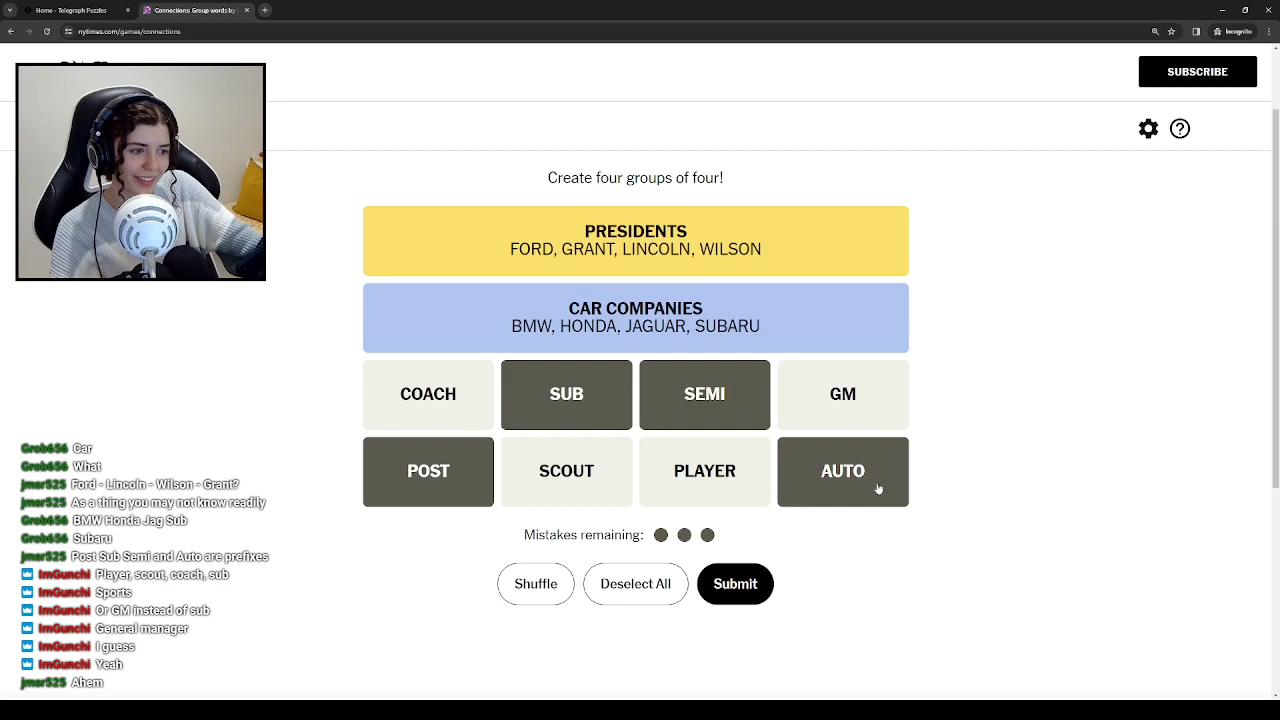 Home - Telegraph Puzzles
Connections: Group words by
nytimes.com/games/connections
Incognito
SUBSCRIBE
Create four groups of four!
PRESIDENTS
FORD, GRANT, LINCOLN, WILSON
CAR COMPANIES
BMW, HONDA, JAGUAR, SUBARU
COACH SUB SEMI GM
POST SCOUT PLAYER AUTO
Mistakes remaining:
Shuffle Deselect All Submit
Grob656 Car
Grob656 What
jmer525 Ford - Lincoln - Wilson - Grant?
jmer525 As a thing you may not know readily
Grob656 BMW Honda Jag Sub
Grob656 Subaru
jmer525 Post Sub Semi and Auto are prefixes
ImGunchi Player, scout, coach, sub
ImGunchi Sports
ImGunchi Or GM instead of sub
ImGunchi General manager
ImGunchi I guess
ImGunchi Yeah
jmer525 Ahem